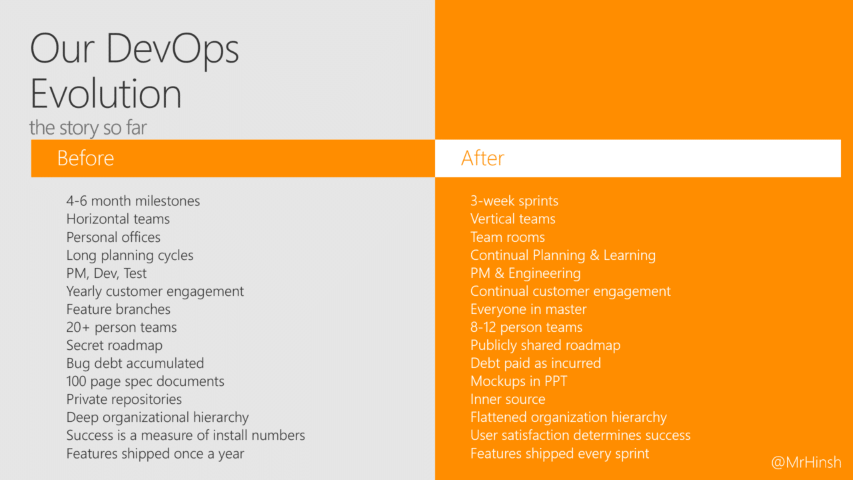 Our DevOps
Evolution
the story so far
Before
4-6 month milestones
Horizontal teams
Personal offices
Long planning cycles
PM, Dev, Test
Yearly customer engagement
Feature branches
20+ person teams
Secret roadmap
Bug debt accumulated
100 page spec documents
Private repositories
Deep organizational hierarchy
Success is a measure of install numbers
Features shipped once a year
After
3-week sprints
Vertical teams
Team rooms
Continual Planning & Learning
PM & Engineering
Continual customer engagement
Everyone in master
8-12 person teams
Publicly shared roadmap
Debt paid as incurred
Mockups in PPT
Inner source
Flattened organization hierarchy
User satisfaction determines success
Features shipped every sprint
@MrHinsh